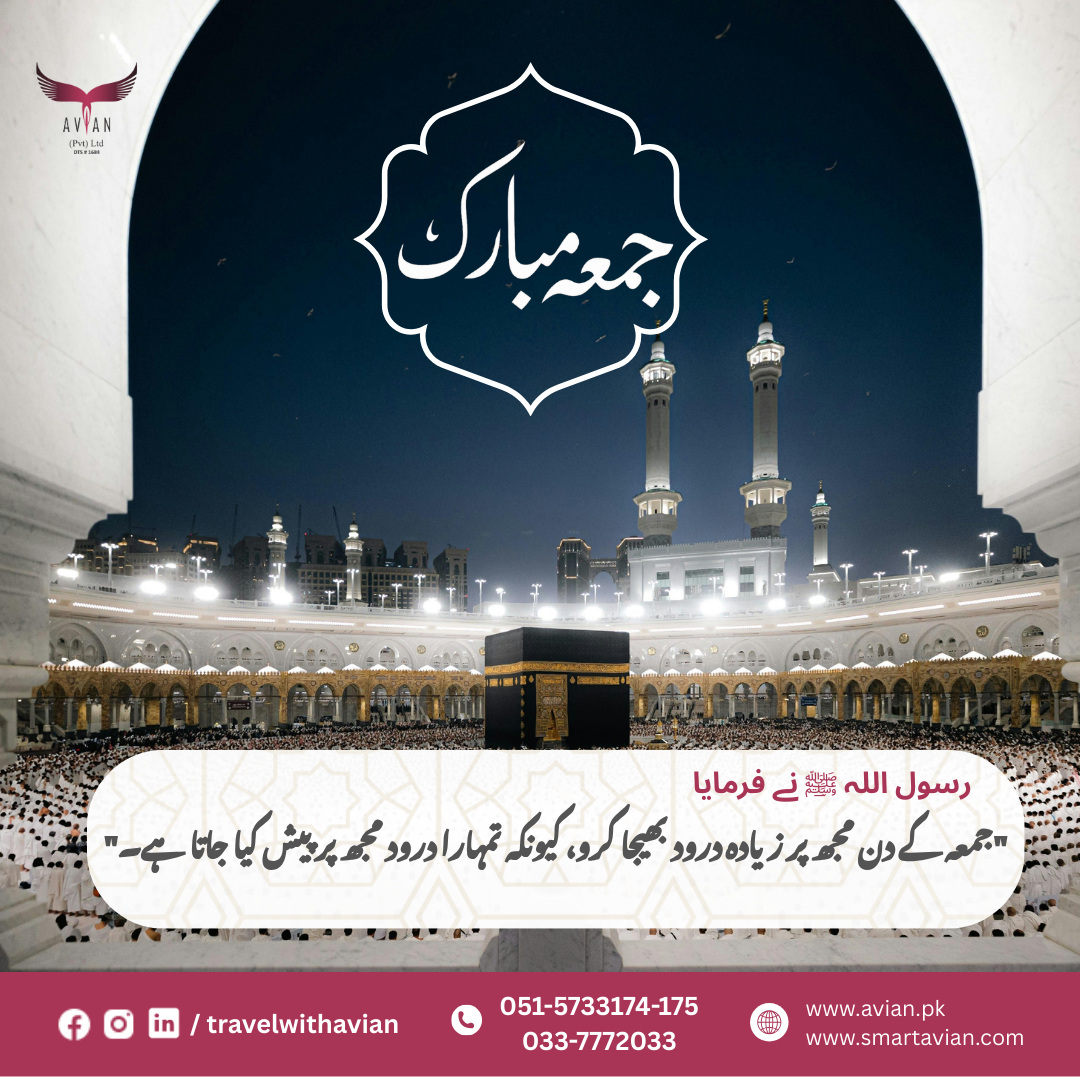 AVIAN
(Pvt) Ltd
DTS # 1684
جمعہ مبارک
رسول اللہ ﷺ نے فرمایا
"جمعہ کے دن مجھ پر زیادہ درود بھیجا کرو، کیونکہ تمہارا درود مجھ پر پیش کیا جاتا ہے۔"
/ travelwithavian
051-5733174-175
033-7772033
www.avian.pk
www.smartavian.com